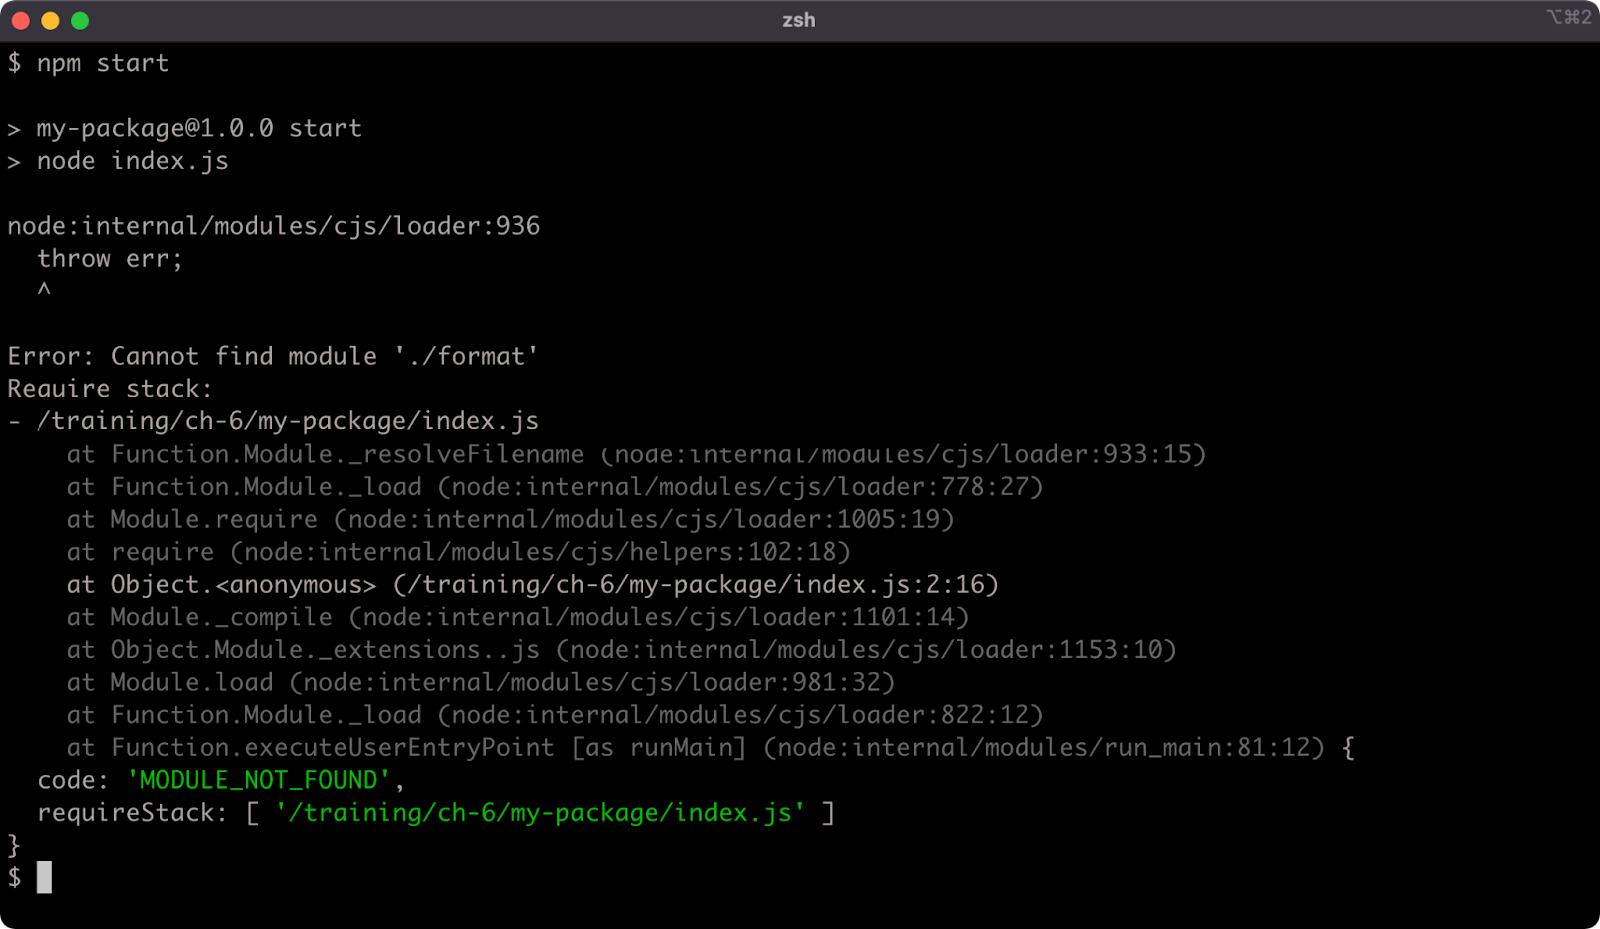 zsh
⌥⌘2
$ npm start
> my-package@1.0.0 start
> node index.js
node:internal/modules/cjs/loader:936
  throw err;
  ^
Error: Cannot find module './format'
Require stack:
- /training/ch-6/my-package/index.js
    at Function.Module._resolveFilename (node:internal/modules/cjs/loader:933:15)
    at Function.Module._load (node:internal/modules/cjs/loader:778:27)
    at Module.require (node:internal/modules/cjs/loader:1005:19)
    at require (node:internal/modules/cjs/helpers:102:18)
    at Object.<anonymous> (/training/ch-6/my-package/index.js:2:16)
    at Module._compile (node:internal/modules/cjs/loader:1101:14)
    at Object.Module._extensions..js (node:internal/modules/cjs/loader:1153:10)
    at Module.load (node:internal/modules/cjs/loader:981:32)
    at Function.Module._load (node:internal/modules/cjs/loader:822:12)
    at Function.executeUserEntryPoint [as runMain] (node:internal/modules/run_main:81:12) {
  code: 'MODULE_NOT_FOUND',
  requireStack: [ '/training/ch-6/my-package/index.js' ]
}
$